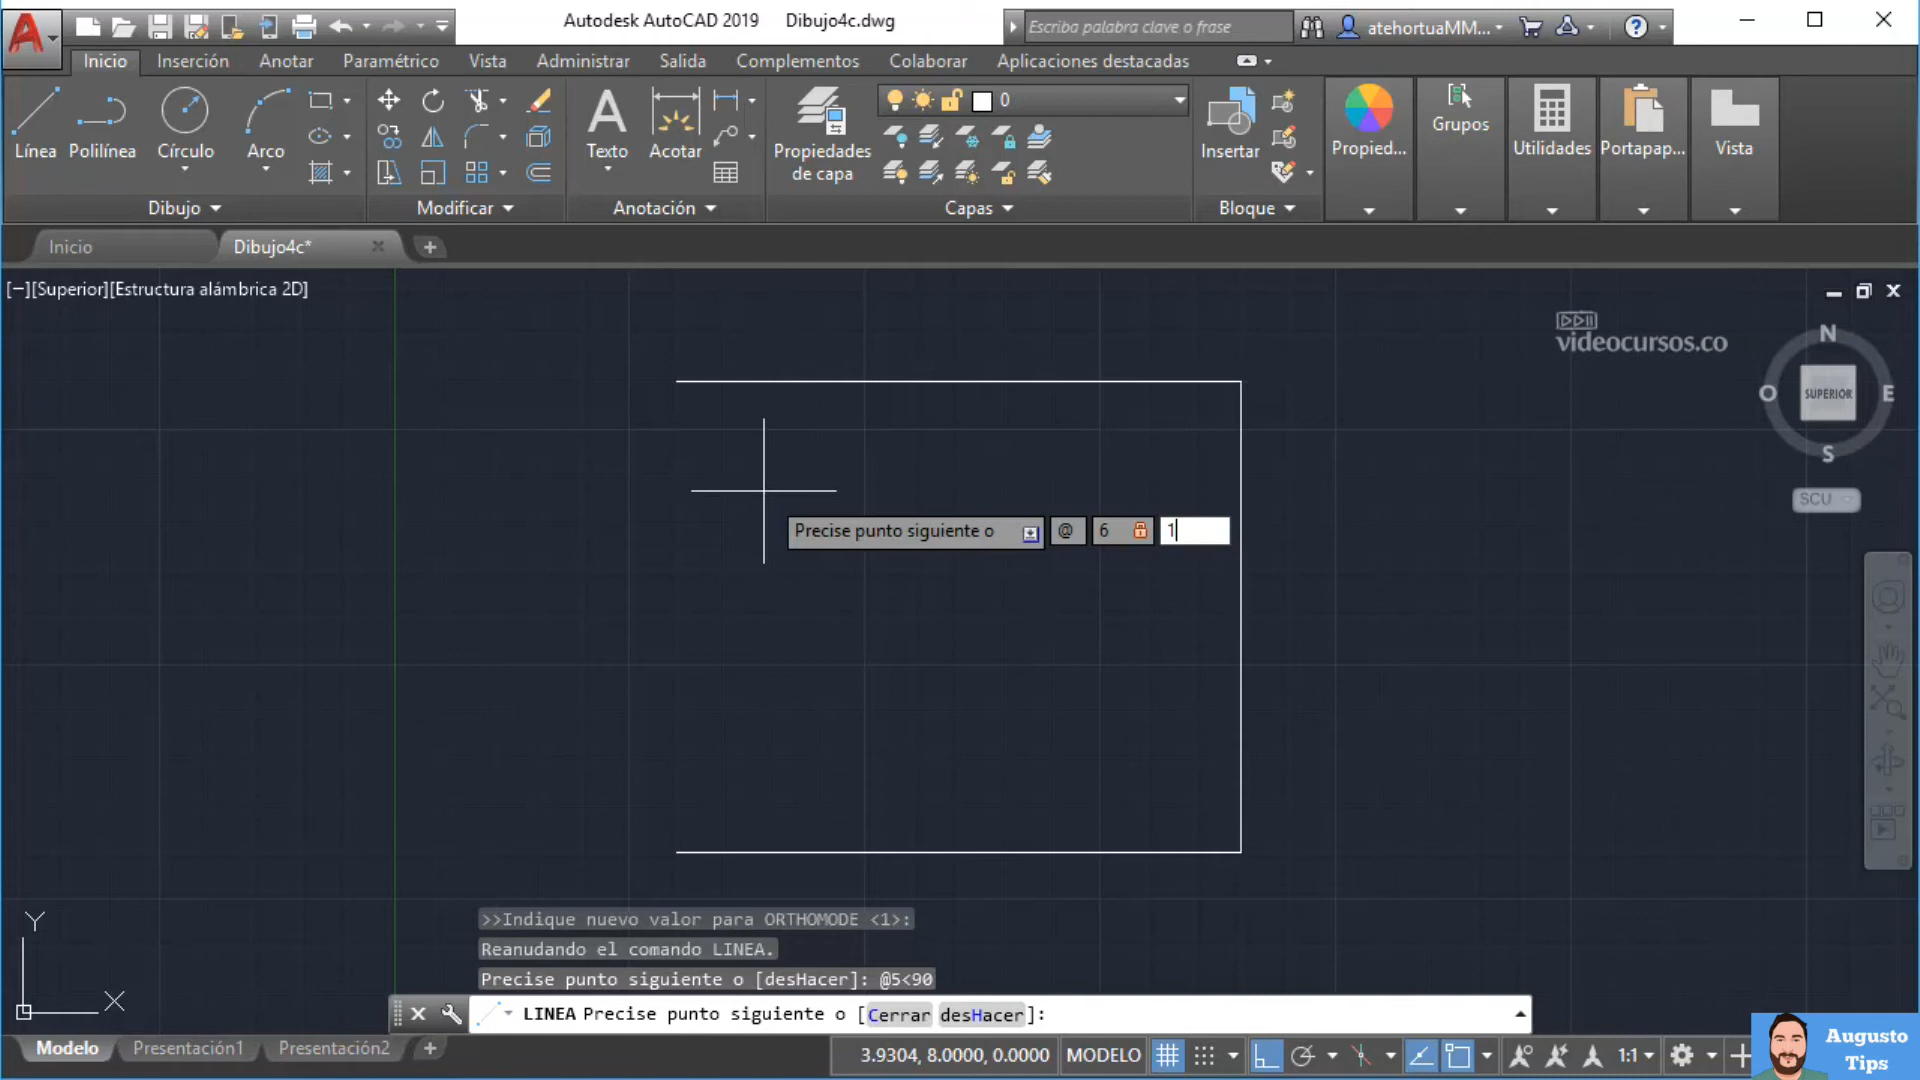 Autodesk AutoCAD 2019 Dibujo4c.dwg
Escriba palabra clave o frase
atehortuaMM...
Inicio Inserción Anotar Paramétrico Vista Administrar Salida Complementos Colaborar Aplicaciones destacadas
0
Línea Polilínea Círculo Arco
Texto Acotar
Propiedades de capa
Insertar
Propied...
Grupos
Utilidades
Portapap...
Vista
Dibujo Modificar Anotación Capas Bloque
Inicio Dibujo4c*
[−][Superior][Estructura alámbrica 2D]
videocursos.co
N
O SUPERIOR E
S
SCU
Precise punto siguiente o @ 6 1
Y
X
>>Indique nuevo valor para ORTHOMODE <1>:
Reanudando el comando LINEA.
Precise punto siguiente o [desHacer]: @5<90
LINEA Precise punto siguiente o [Cerrar desHacer]:
Modelo Presentación1 Presentación2
3.9304, 8.0000, 0.0000 MODELO 1:1
Augusto
Tips